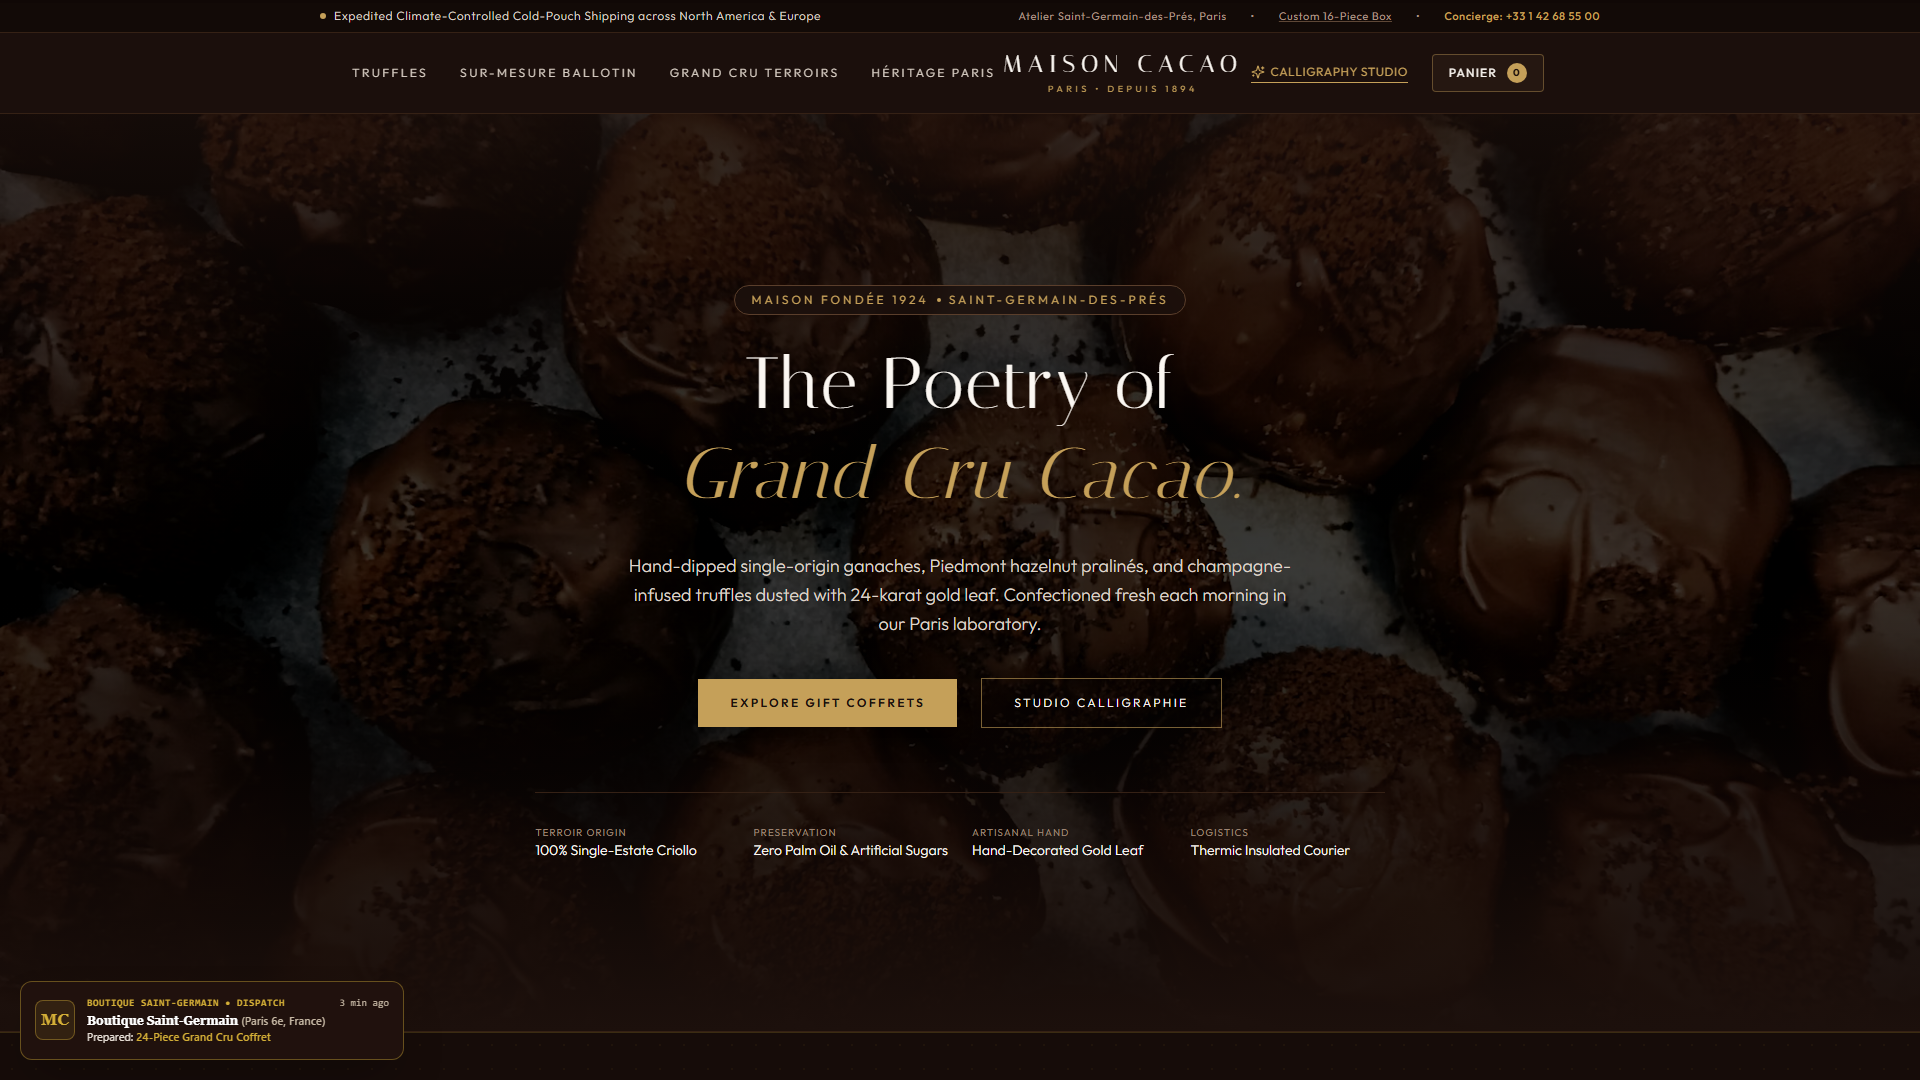 Expedited Climate-Controlled Cold-Pouch Shipping across North America & Europe
Atelier Saint-Germain-des-Prés, Paris • Custom 16-Piece Box • Concierge: +33 1 42 68 55 00
TRUFFLES SUR-MESURE BALLOTIN GRAND CRU TERROIRS HÉRITAGE PARIS
MAISON CACAO
PARIS • DEPUIS 1894
CALLIGRAPHY STUDIO
PANIER 0
MAISON FONDÉE 1924 • SAINT-GERMAIN-DES-PRÉS
The Poetry of
Grand Cru Cacao.
Hand-dipped single-origin ganaches, Piedmont hazelnut pralinés, and champagne-
infused truffles dusted with 24-karat gold leaf. Confectioned fresh each morning in
our Paris laboratory.
EXPLORE GIFT COFFRETS
STUDIO CALLIGRAPHIE
TERROIR ORIGIN
100% Single-Estate Criollo
PRESERVATION
Zero Palm Oil & Artificial Sugars
ARTISANAL HAND
Hand-Decorated Gold Leaf
LOGISTICS
Thermic Insulated Courier
MC
BOUTIQUE SAINT-GERMAIN • DISPATCH 3 min ago
Boutique Saint-Germain (Paris 6e, France)
Prepared: 24-Piece Grand Cru Coffret